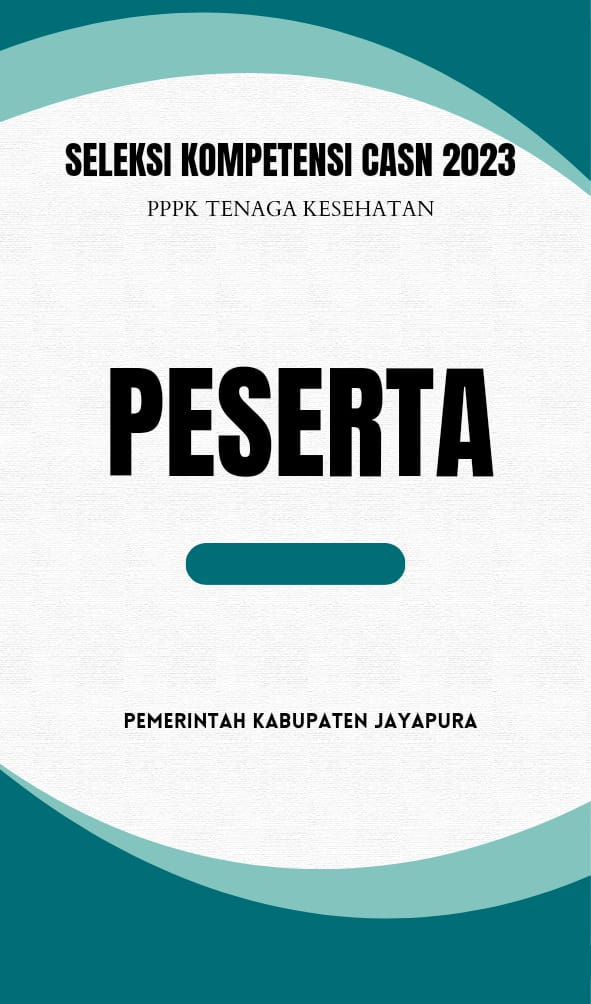 SELEKSI KOMPETENSI CASN 2023
PPPK TENAGA KESEHATAN
PESERTA
PEMERINTAH KABUPATEN JAYAPURA